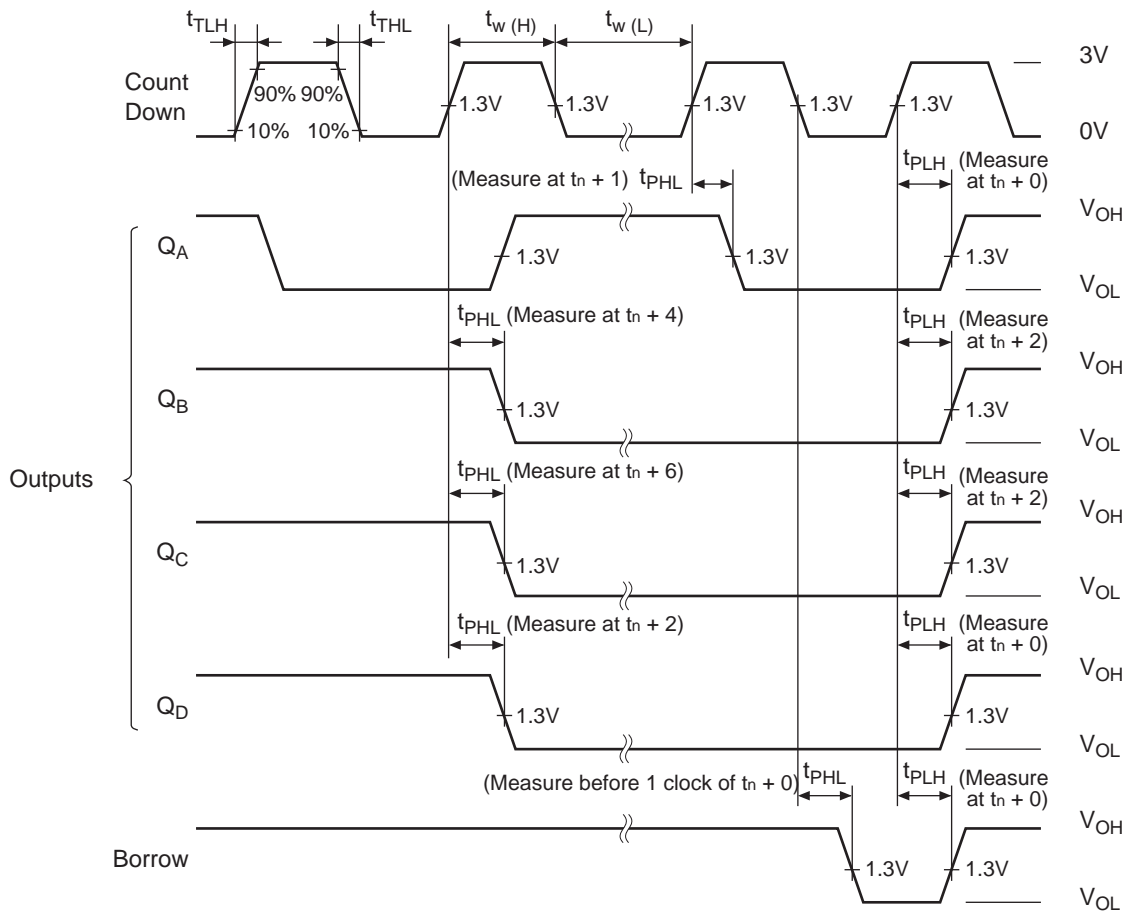 tTLH tTHL tw (H) tw (L)
Count Down
90% 90%
10% 10%
1.3V 1.3V 1.3V 1.3V 1.3V
3V
0V
(Measure at tn + 1) tPHL
tPLH (Measure at tn + 0)
QA
1.3V 1.3V 1.3V
VOH
VOL
tPHL (Measure at tn + 4)
tPLH (Measure at tn + 2)
QB
1.3V 1.3V
VOH
VOL
Outputs
tPHL (Measure at tn + 6)
tPLH (Measure at tn + 2)
QC
1.3V 1.3V
VOH
VOL
tPHL (Measure at tn + 2)
tPLH (Measure at tn + 0)
QD
1.3V 1.3V
VOH
VOL
(Measure before 1 clock of tn + 0) tPHL
tPLH (Measure at tn + 0)
Borrow
1.3V 1.3V
VOH
VOL